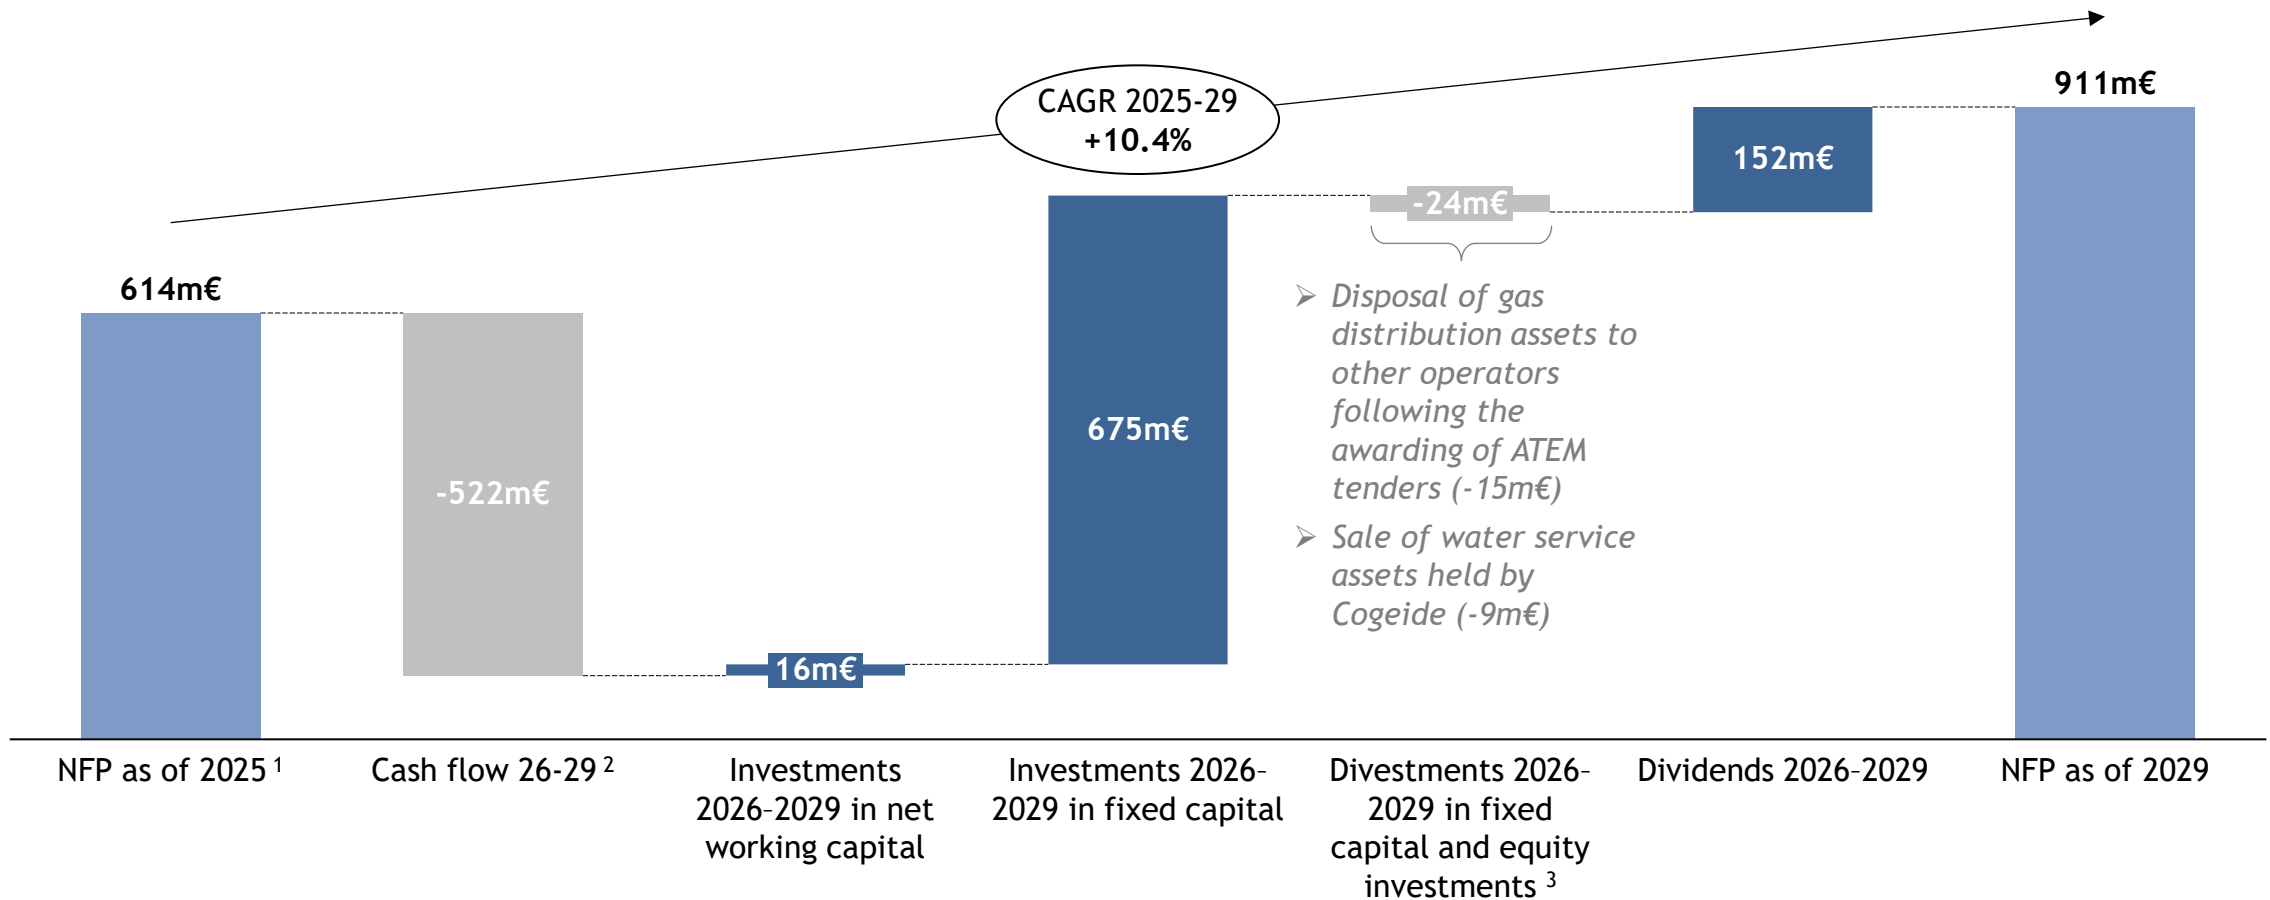 CAGR 2025-29
+10.4%
614m€
-522m€
16m€
675m€
-24m€
➢ Disposal of gas
distribution assets to
other operators
following the
awarding of ATEM
tenders (-15m€)
➢ Sale of water service
assets held by
Cogeide (-9m€)
152m€
911m€
NFP as of 2025 ¹
Cash flow 26-29 ²
Investments
2026–2029 in net
working capital
Investments 2026–
2029 in fixed capital
Divestments 2026–
2029 in fixed
capital and equity
investments ³
Dividends 2026-2029
NFP as of 2029